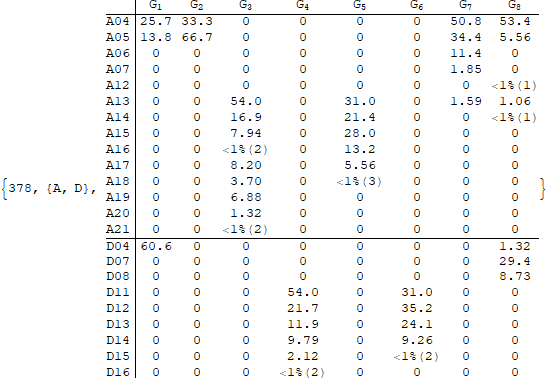 G₁ G₂ G₃ G₄ G₅ G₆ G₇ G₈
A04 25.7 33.3 0 0 0 0 50.8 53.4
A05 13.8 66.7 0 0 0 0 34.4 5.56
A06 0 0 0 0 0 0 11.4 0
A07 0 0 0 0 0 0 1.85 0
A12 0 0 0 0 0 0 0 <1%(1)
A13 0 0 54.0 0 31.0 0 1.59 1.06
A14 0 0 16.9 0 21.4 0 0 <1%(1)
A15 0 0 7.94 0 28.0 0 0 0
A16 0 0 <1%(2) 0 13.2 0 0 0
A17 0 0 8.20 0 5.56 0 0 0
{378, {A, D}, A18 0 0 3.70 0 <1%(3) 0 0 0 }
A19 0 0 6.88 0 0 0 0 0
A20 0 0 1.32 0 0 0 0 0
A21 0 0 <1%(2) 0 0 0 0 0
D04 60.6 0 0 0 0 0 0 1.32
D07 0 0 0 0 0 0 0 29.4
D08 0 0 0 0 0 0 0 8.73
D11 0 0 0 54.0 0 31.0 0 0
D12 0 0 0 21.7 0 35.2 0 0
D13 0 0 0 11.9 0 24.1 0 0
D14 0 0 0 9.79 0 9.26 0 0
D15 0 0 0 2.12 0 <1%(2) 0 0
D16 0 0 0 <1%(2) 0 0 0 0